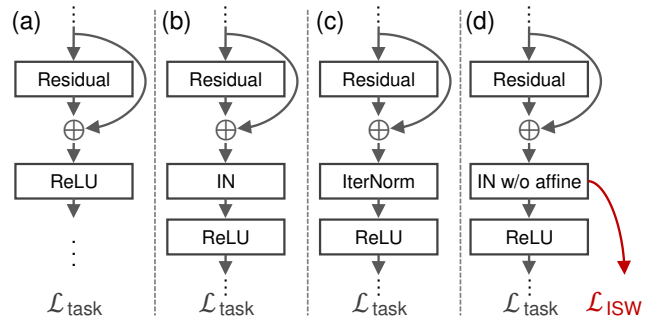 (a) (b) (c) (d)
Residual Residual Residual Residual
ReLU IN IterNorm IN w/o affine
ReLU ReLU ReLU
ℒtask ℒtask ℒtask ℒtask ℒISW